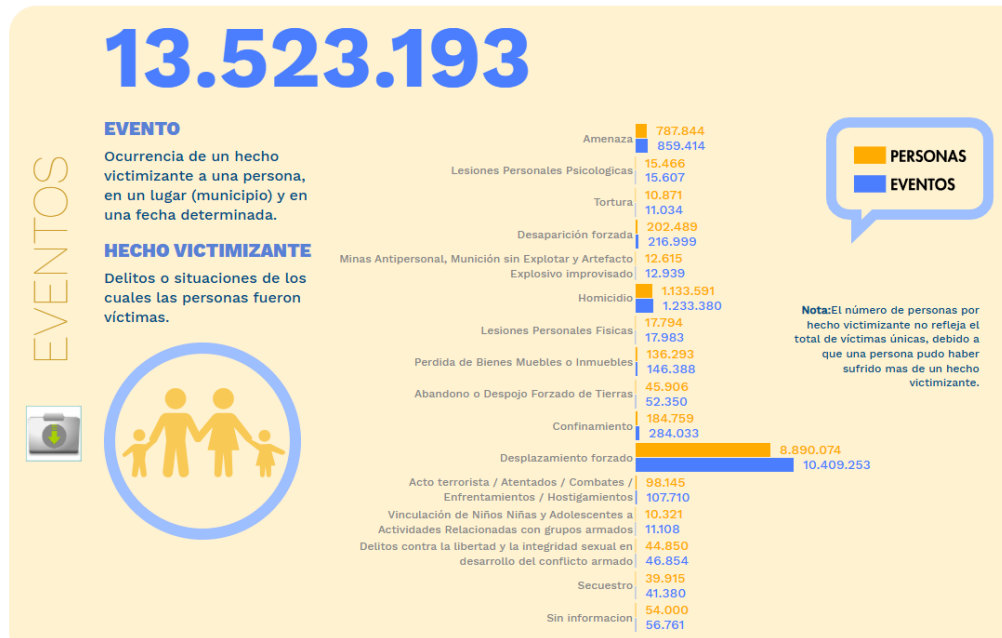 13.523.193
EVENTOS
EVENTO
Ocurrencia de un hecho
victimizante a una persona,
en un lugar (municipio) y en
una fecha determinada.
HECHO VICTIMIZANTE
Delitos o situaciones de los
cuales las personas fueron
víctimas.
Amenaza
787.844
859.414
Lesiones Personales Psicologicas
15.466
15.607
Tortura
10.871
11.034
Desaparición forzada
202.489
216.999
Minas Antipersonal, Munición sin Explotar y Artefacto
Explosivo improvisado
12.615
12.939
Homicidio
1.133.591
1.233.380
Lesiones Personales Fisicas
17.794
17.983
Perdida de Bienes Muebles o Inmuebles
136.293
146.388
Abandono o Despojo Forzado de Tierras
45.906
52.350
Confinamiento
184.759
284.033
Desplazamiento forzado
8.890.074
10.409.253
Acto terrorista / Atentados / Combates /
Enfrentamientos / Hostigamientos
98.145
107.710
Vinculación de Niños Niñas y Adolescentes a
Actividades Relacionadas con grupos armados
10.321
11.108
Delitos contra la libertad y la integridad sexual en
desarrollo del conflicto armado
44.850
46.854
Secuestro
39.915
41.380
Sin informacion
54.000
56.761
PERSONAS
EVENTOS
Nota:El número de personas por
hecho victimizante no refleja el
total de víctimas únicas, debido a
que una persona pudo haber
sufrido mas de un hecho
victimizante.